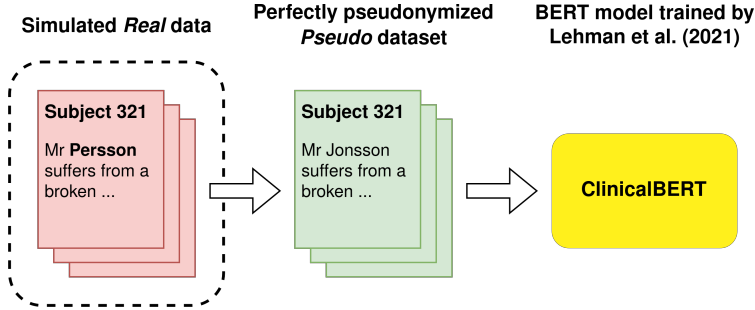 Simulated Real data
Subject 321
Mr Persson
suffers from a
broken ...
Perfectly pseudonymized
Pseudo dataset
Subject 321
Mr Jonsson
suffers from a
broken ...
BERT model trained by
Lehman et al. (2021)
ClinicalBERT